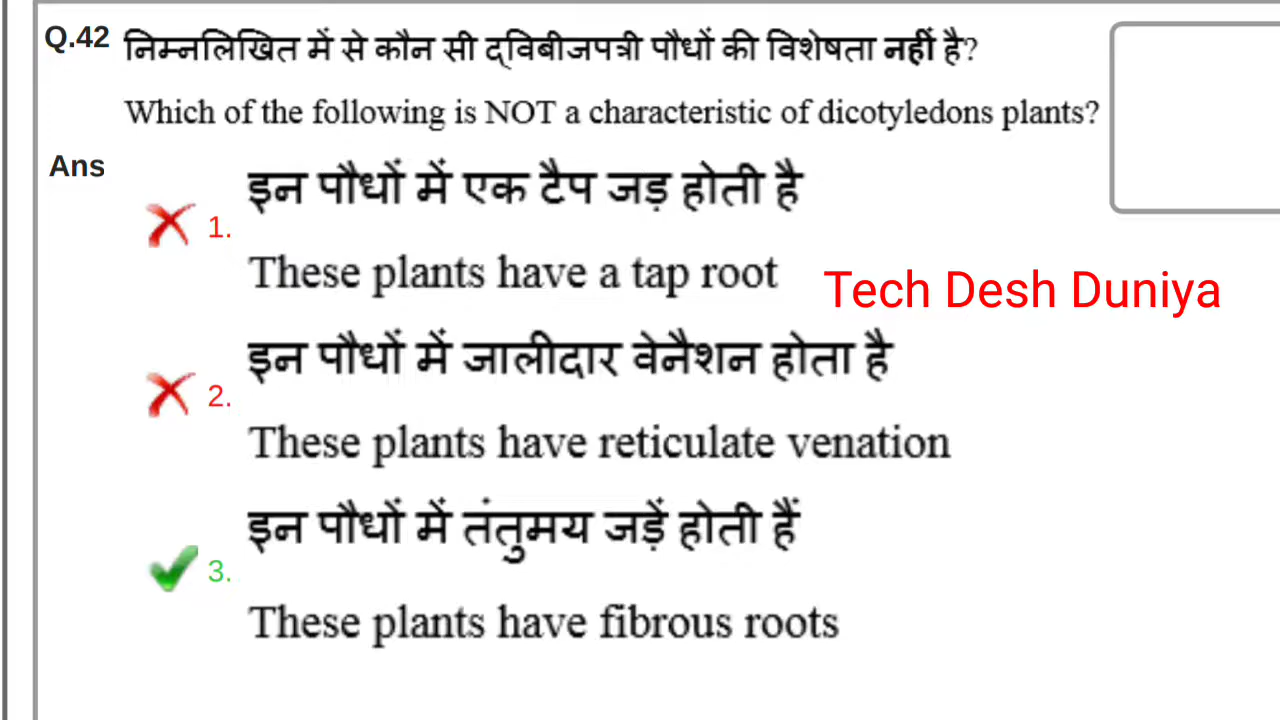 Q.42 निम्नलिखित में से कौन सी द्विबीजपत्री पौधों की विशेषता नहीं है?
Which of the following is NOT a characteristic of dicotyledons plants?
Ans
इन पौधों में एक टैप जड़ होती है
1.
These plants have a tap root
Tech Desh Duniya
इन पौधों में जालीदार वेनैशन होता है
2.
These plants have reticulate venation
इन पौधों में तंतुमय जड़ें होती हैं
3.
These plants have fibrous roots